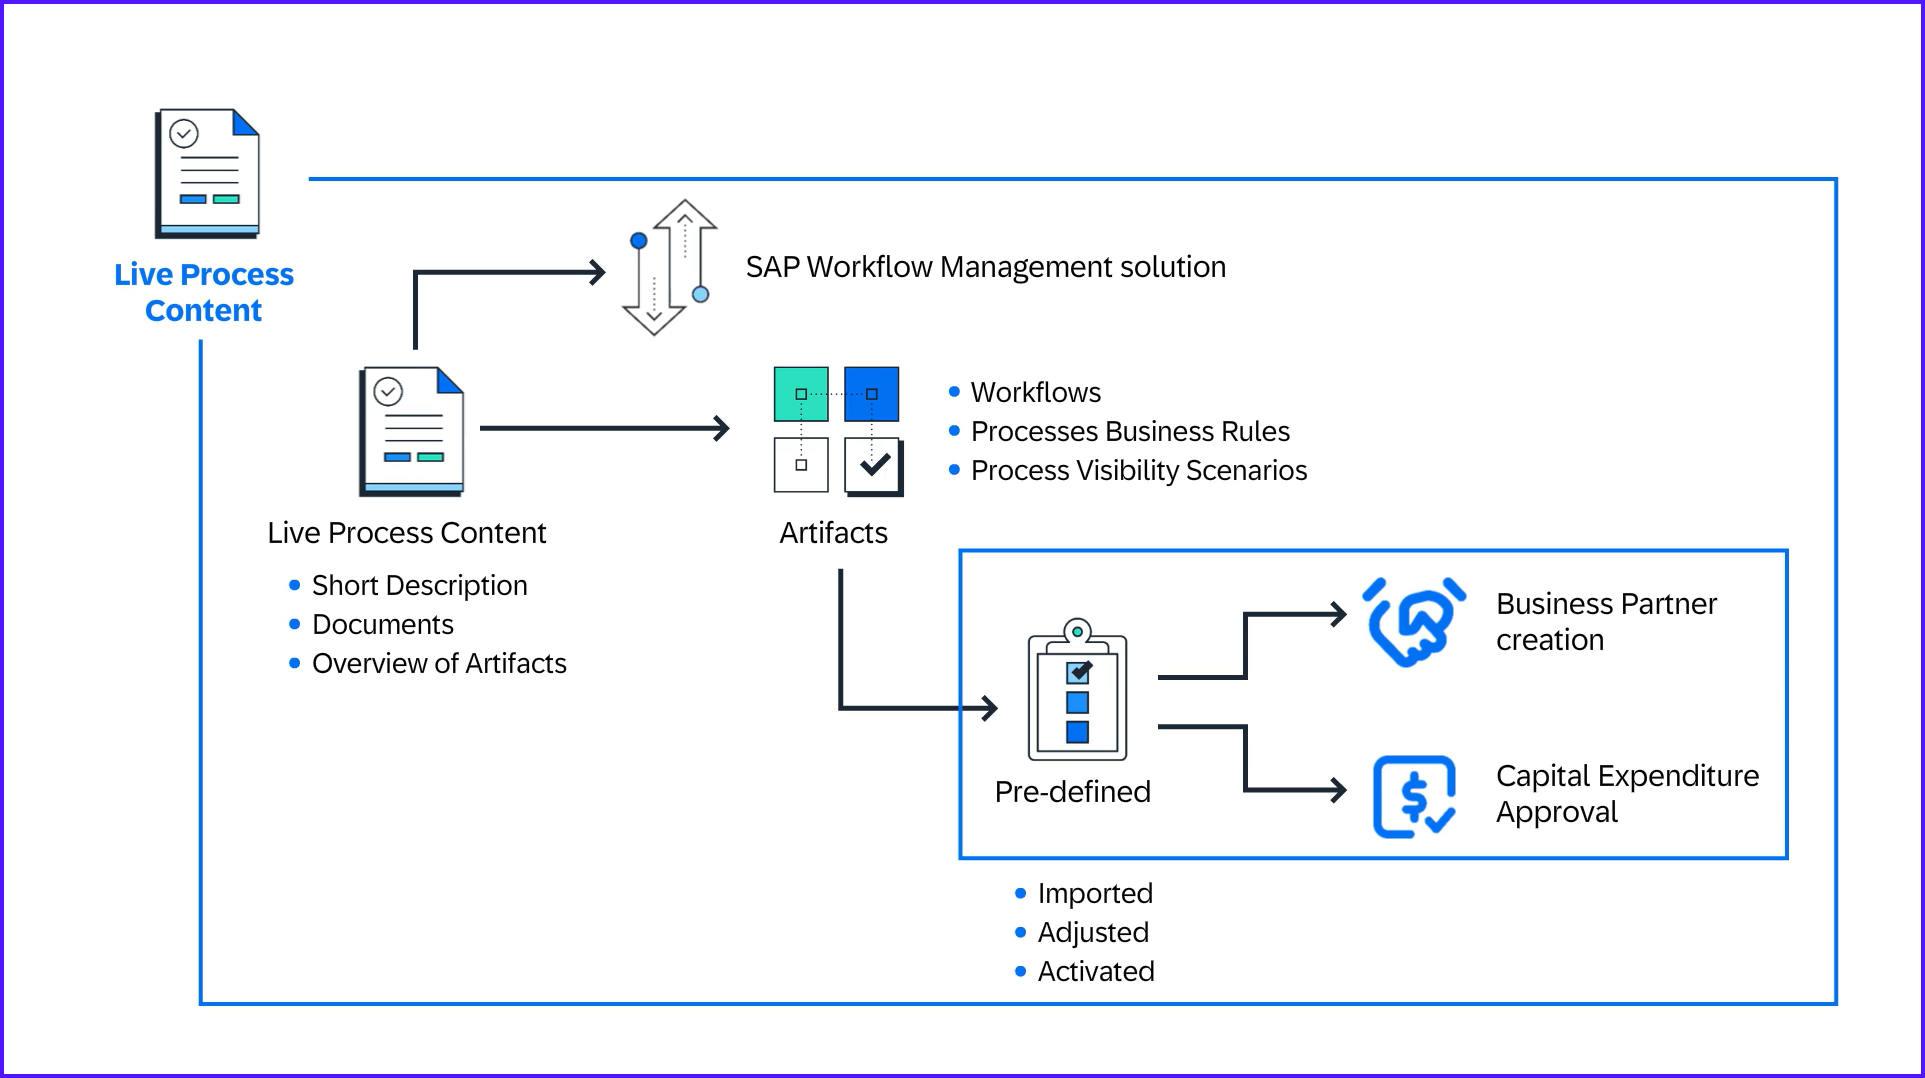 Live Process
Content
SAP Workflow Management solution
Live Process Content
Short Description
Documents
Overview of Artifacts
Artifacts
Workflows
Processes Business Rules
Process Visibility Scenarios
Pre-defined
Business Partner
creation
Capital Expenditure
Approval
Imported
Adjusted
Activated